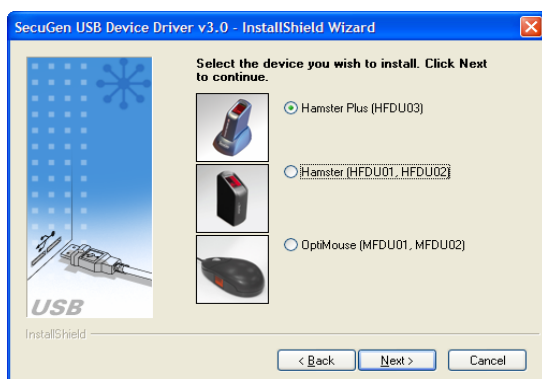 SecuGen USB Device Driver v3.0 - InstallShield Wizard
Select the device you wish to install. Click Next
to continue.
Hamster Plus (HFDU03)
Hamster (HFDU01, HFDU02)
OptiMouse (MFDU01, MFDU02)
USB
InstallShield
< Back Next > Cancel